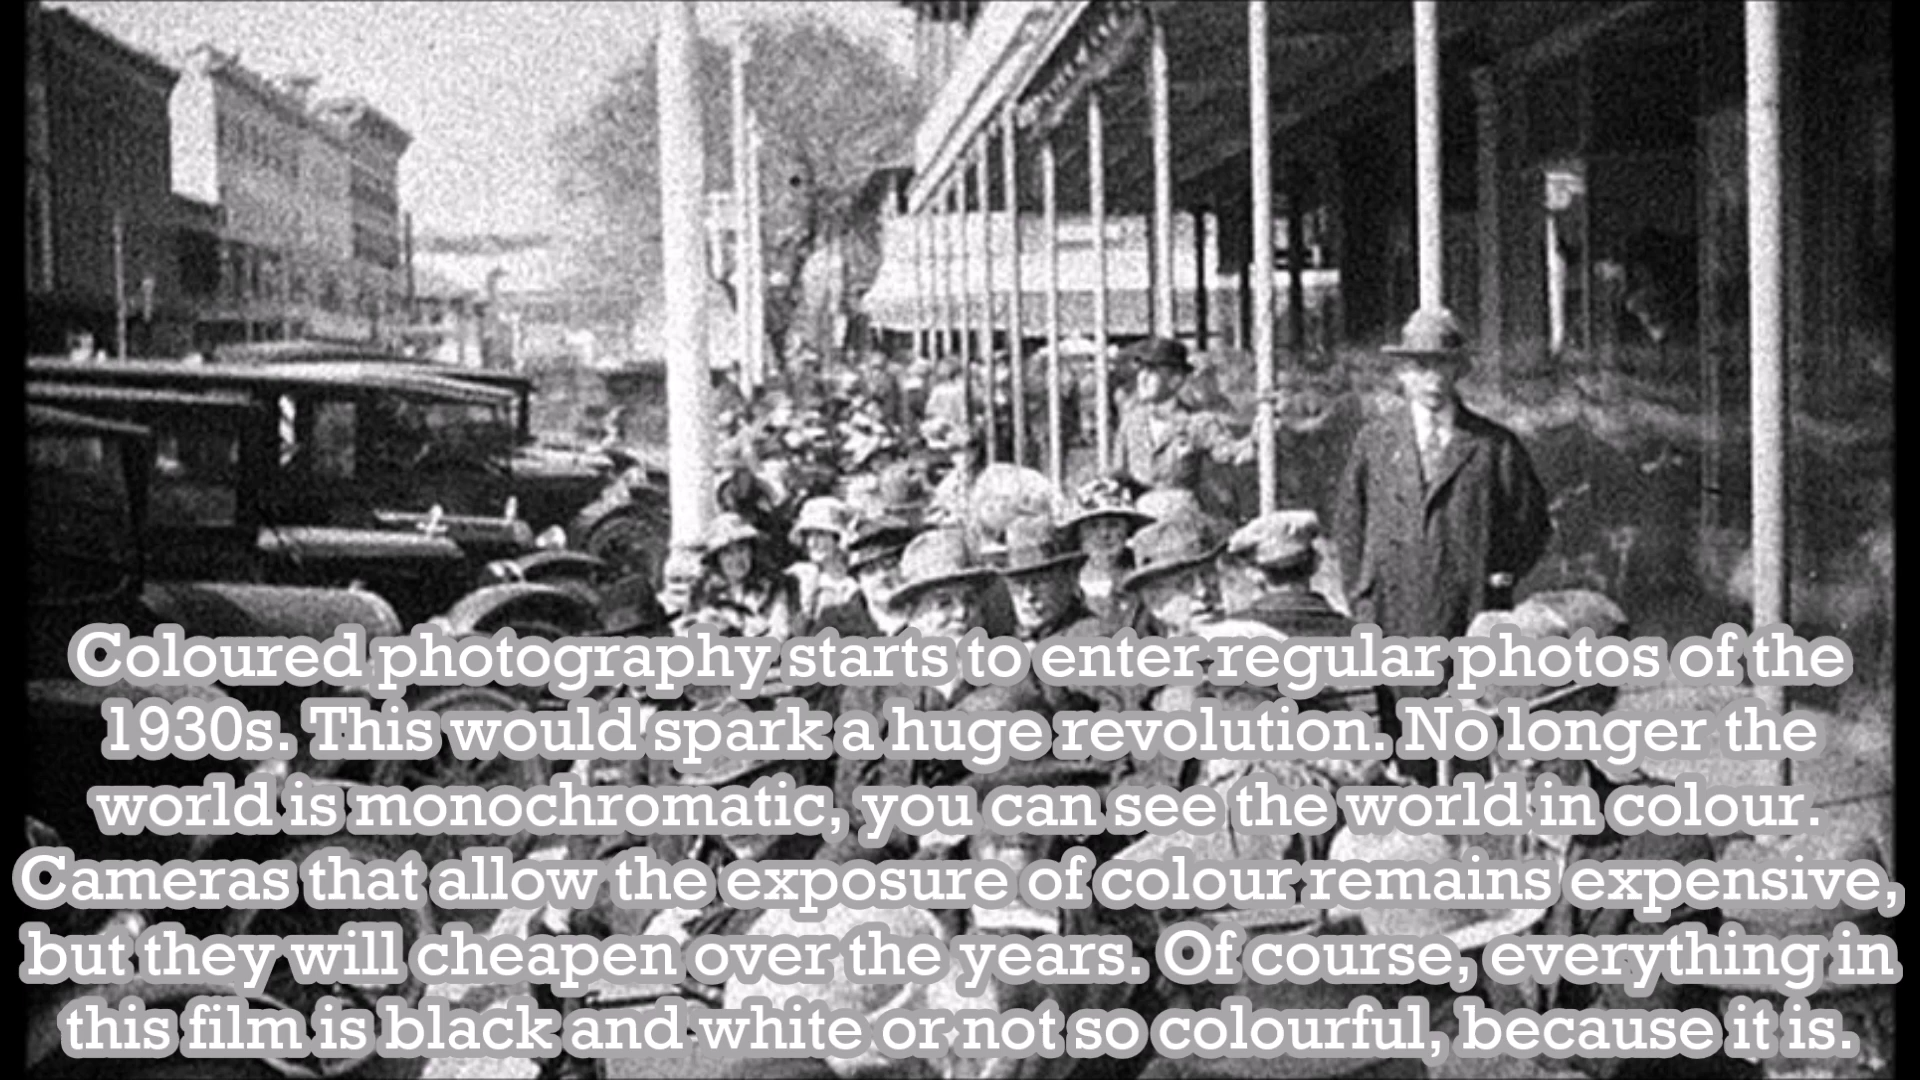 Coloured photography starts to enter regular photos of the
1930s. This would spark a huge revolution. No longer the
world is monochromatic, you can see the world in colour.
Cameras that allow the exposure of colour remains expensive,
but they will cheapen over the years. Of course, everything in
this film is black and white or not so colourful, because it is.